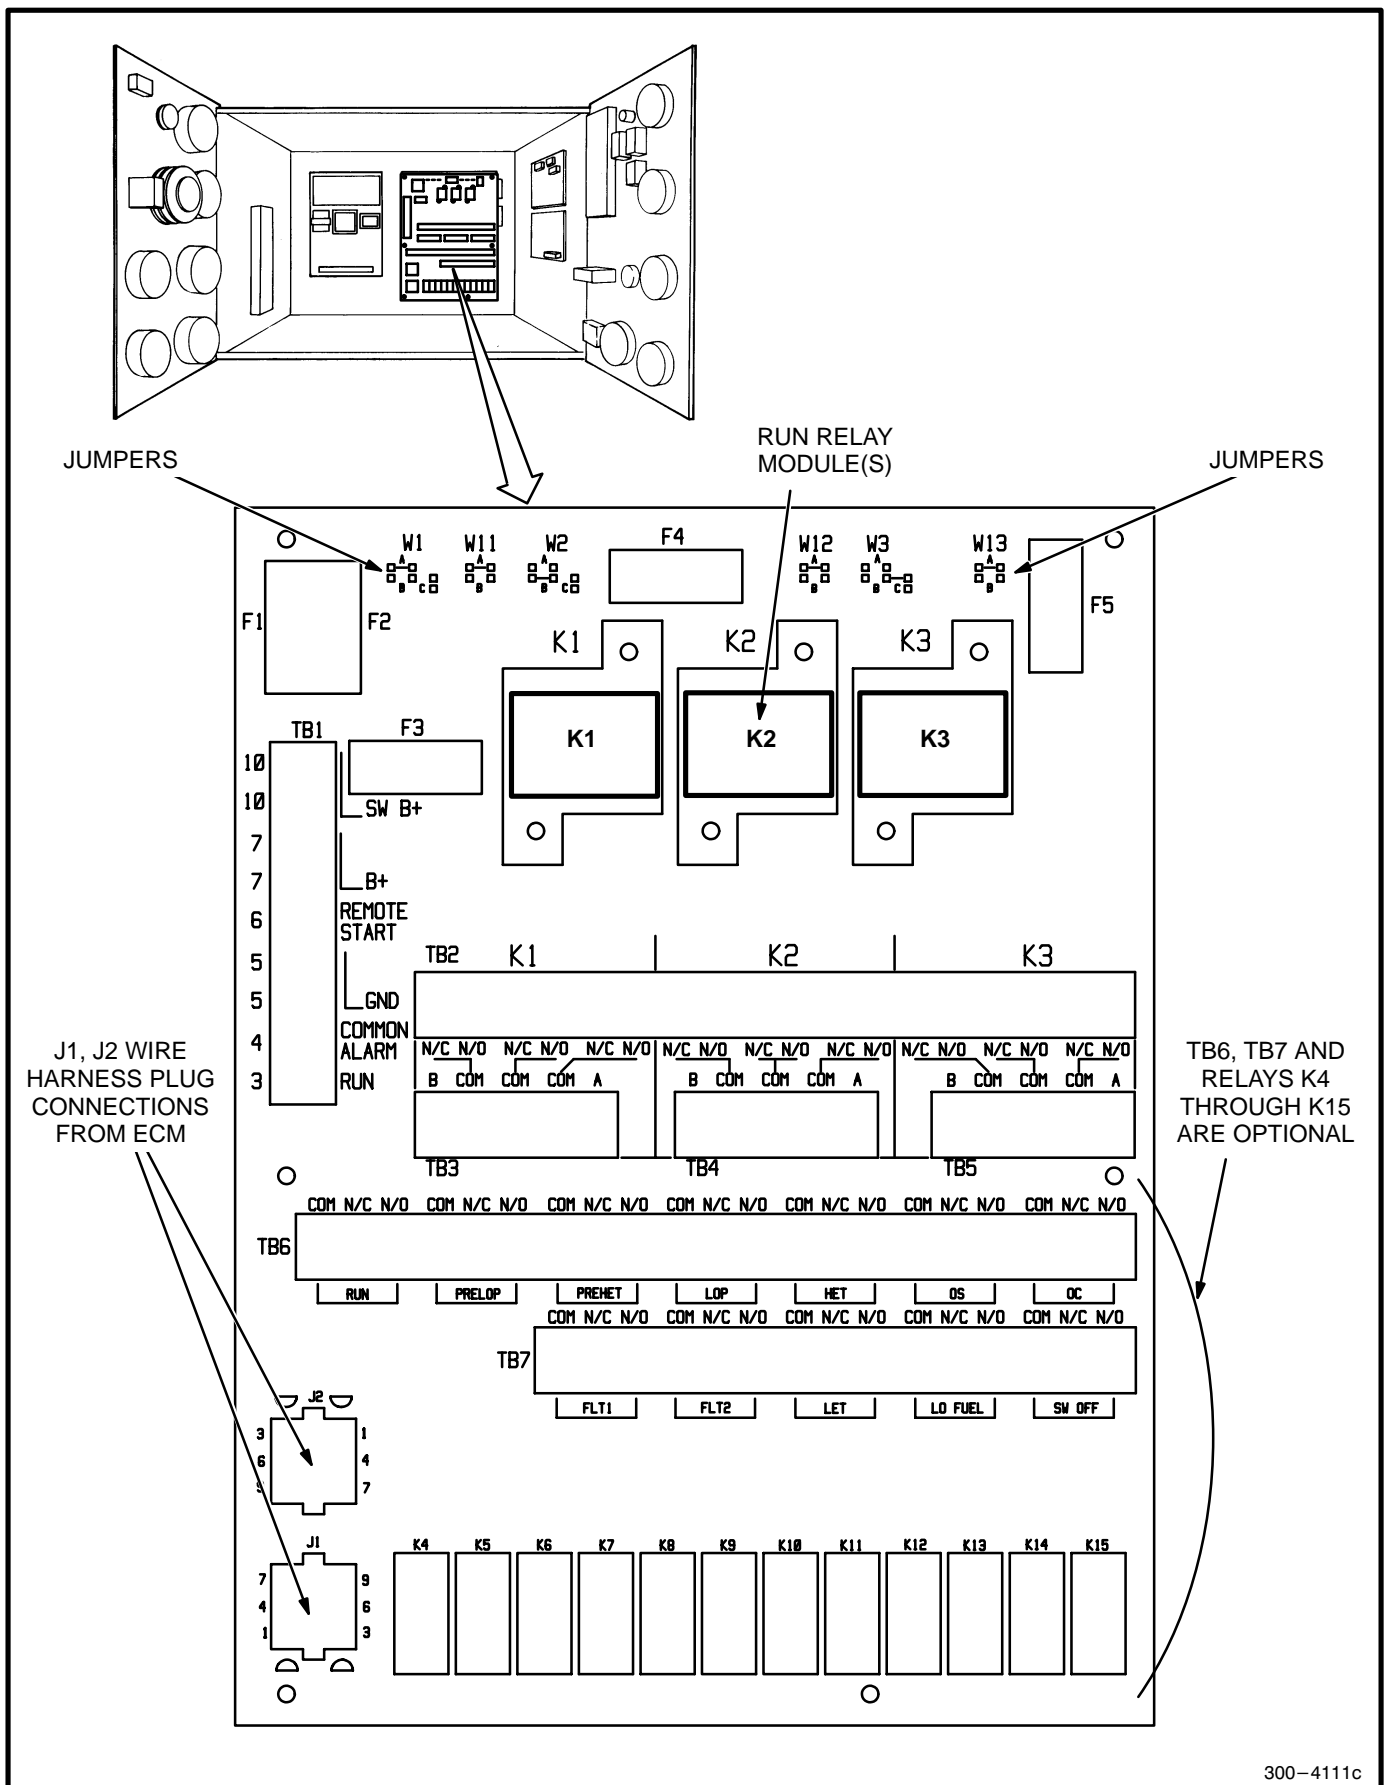 JUMPERS
RUN RELAY
MODULE(S)
JUMPERS
W1
W11
W2
F4
W12
W3
W13
A
A
A
A
A
A
B
C
B
B
C
B
B
C
B
F1
F2
F5
K1
K2
K3
K1
K2
K3
TB1
F3
10
10
SW B+
7
7
B+
6
REMOTE
START
5
5
GND
4
COMMON
ALARM
3
RUN
TB2
K1
K2
K3
N/C N/O N/C N/O N/C N/O
N/C N/O N/C N/O N/C N/O
N/C N/O N/C N/O N/C N/O
B COM COM COM A
B COM COM COM A
B COM COM COM A
TB3
TB4
TB5
J1, J2 WIRE
HARNESS PLUG
CONNECTIONS
FROM ECM
TB6, TB7 AND
RELAYS K4
THROUGH K15
ARE OPTIONAL
COM N/C N/O COM N/C N/O COM N/C N/O COM N/C N/O COM N/C N/O COM N/C N/O COM N/C N/O
TB6
RUN PRELOP PREHET LOP HET OS OC
COM N/C N/O COM N/C N/O COM N/C N/O COM N/C N/O COM N/C N/O
TB7
FLT1 FLT2 LET LO FUEL SW OFF
J2
3 1
6 4
9 7
J1
7 9
4 6
1 3
K4 K5 K6 K7 K8 K9 K10 K11 K12 K13 K14 K15
300–4111c